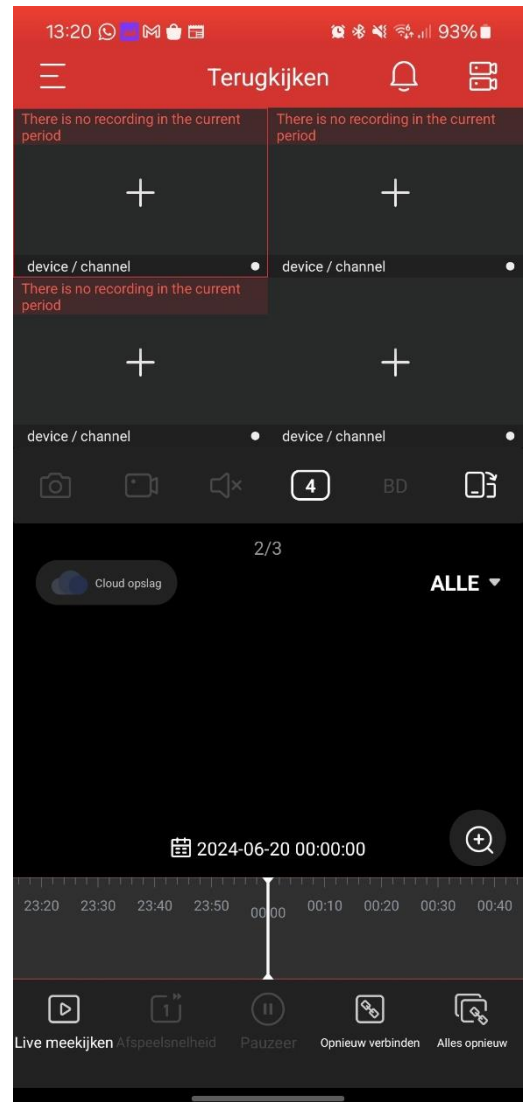 13:20 93%
Terugkijken
There is no recording in the current
period
There is no recording in the current
period
device / channel
device / channel
There is no recording in the current
period
device / channel
device / channel
4
BD
2/3
Cloud opslag
ALLE
2024-06-20 00:00:00
23:20 23:30 23:40 23:50 00:00 00:10 00:20 00:30 00:40
1
Live meekijken Afspeelsnelheid Pauzeer Opnieuw verbinden Alles opnieuw